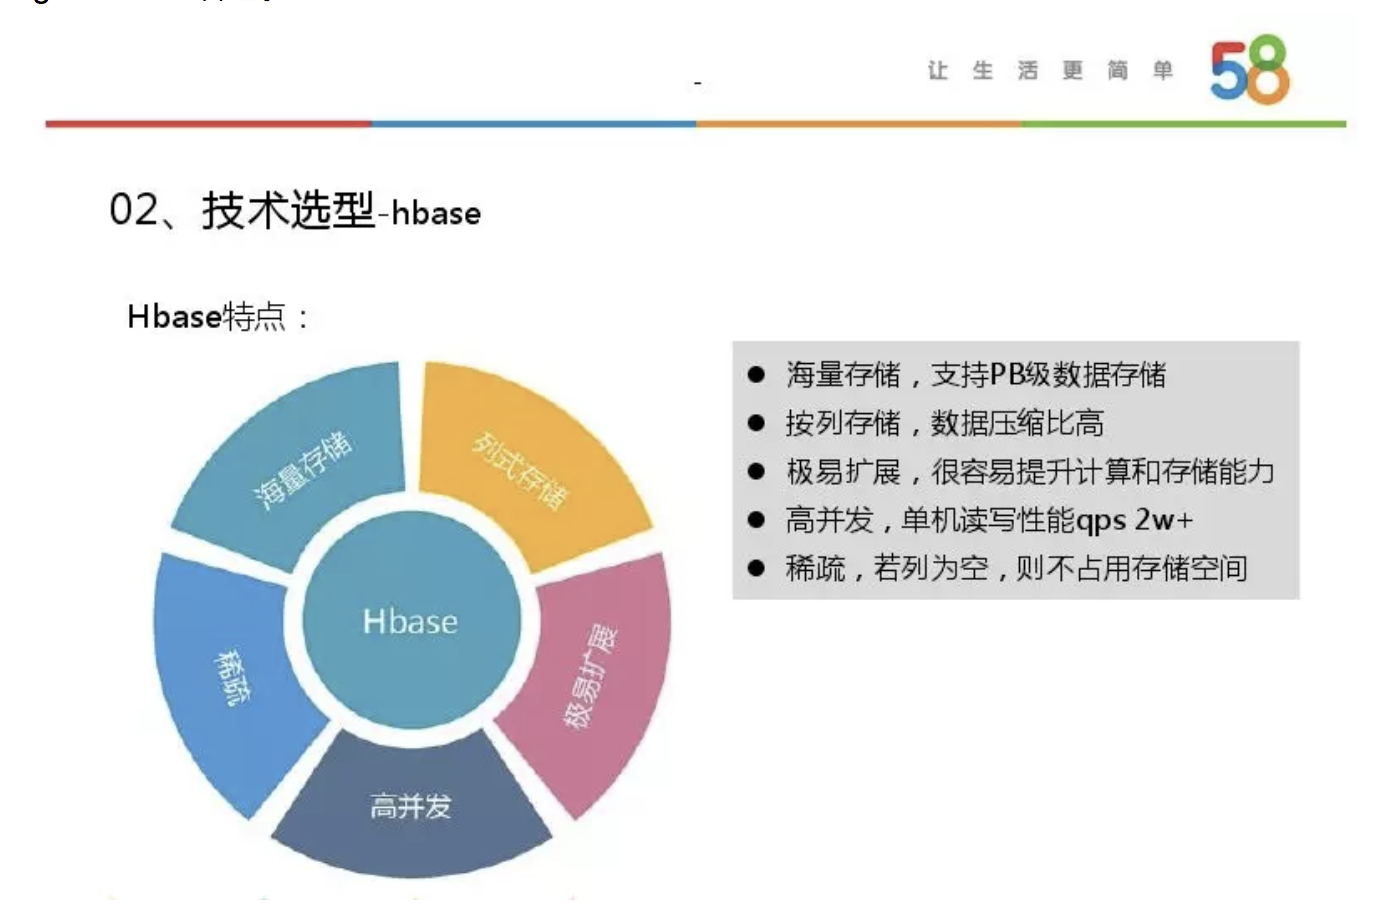 让生活更简单 58
-
02、技术选型-hbase
Hbase特点：
海量存储
列式存储
稀疏
Hbase
极易扩展
高并发
● 海量存储，支持PB级数据存储
● 按列存储，数据压缩比高
● 极易扩展，很容易提升计算和存储能力
● 高并发，单机读写性能qps 2w+
● 稀疏，若列为空，则不占用存储空间